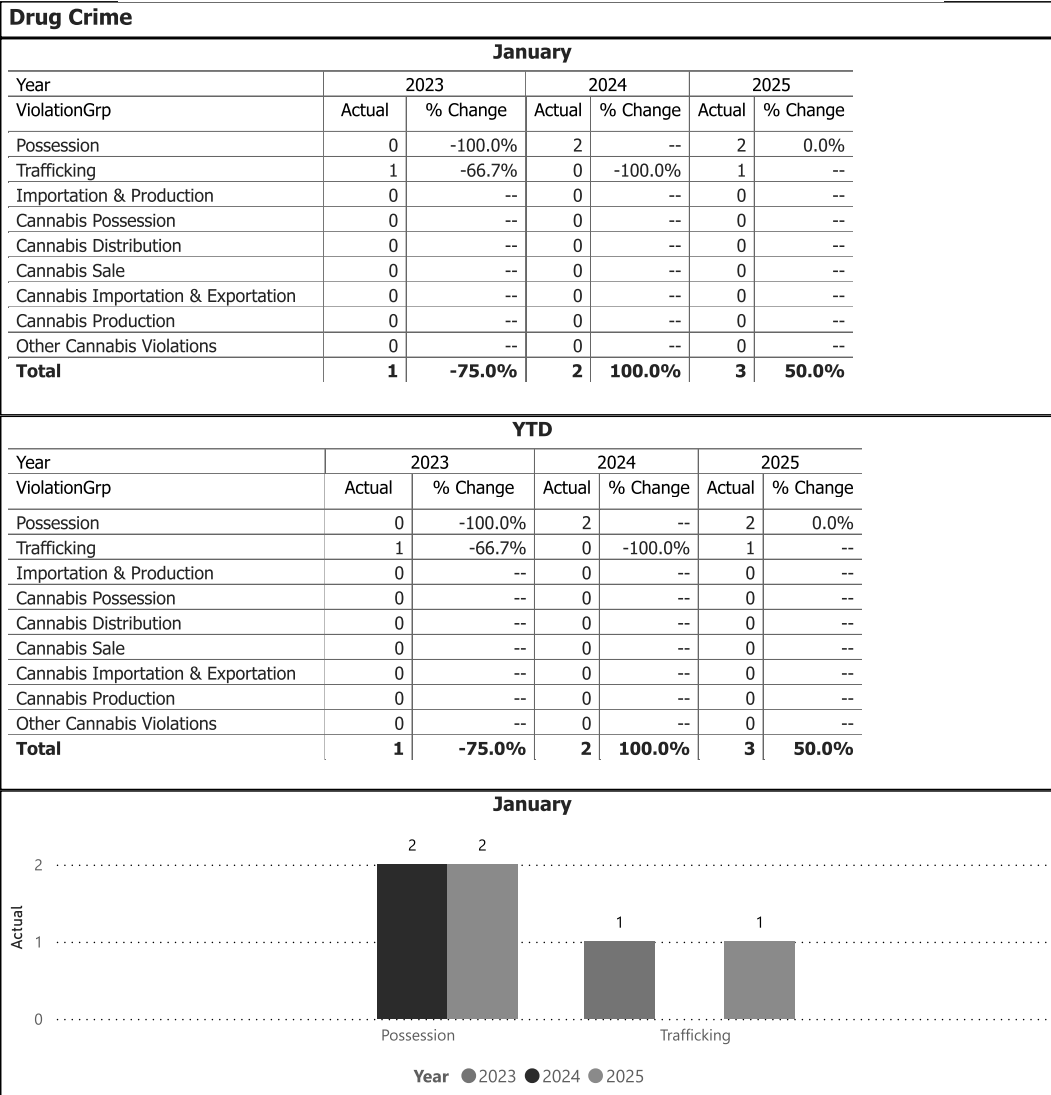 Drug Crime
January
Year 2023 2024 2025
ViolationGrp Actual % Change Actual % Change Actual % Change
Possession 0 -100.0% 2 -- 2 0.0%
Trafficking 1 -66.7% 0 -100.0% 1 --
Importation & Production 0 -- 0 -- 0 --
Cannabis Possession 0 -- 0 -- 0 --
Cannabis Distribution 0 -- 0 -- 0 --
Cannabis Sale 0 -- 0 -- 0 --
Cannabis Importation & Exportation 0 -- 0 -- 0 --
Cannabis Production 0 -- 0 -- 0 --
Other Cannabis Violations 0 -- 0 -- 0 --
Total 1 -75.0% 2 100.0% 3 50.0%
YTD
Year 2023 2024 2025
ViolationGrp Actual % Change Actual % Change Actual % Change
Possession 0 -100.0% 2 -- 2 0.0%
Trafficking 1 -66.7% 0 -100.0% 1 --
Importation & Production 0 -- 0 -- 0 --
Cannabis Possession 0 -- 0 -- 0 --
Cannabis Distribution 0 -- 0 -- 0 --
Cannabis Sale 0 -- 0 -- 0 --
Cannabis Importation & Exportation 0 -- 0 -- 0 --
Cannabis Production 0 -- 0 -- 0 --
Other Cannabis Violations 0 -- 0 -- 0 --
Total 1 -75.0% 2 100.0% 3 50.0%
January
2 2
2
1 1
Actual
1
0
Possession Trafficking
Year 2023 2024 2025